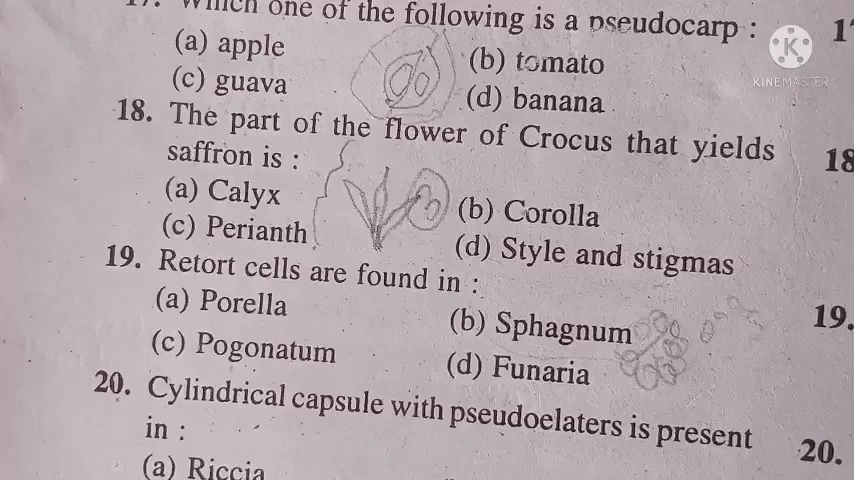 17. Which one of the following is a pseudocarp :
(a) apple (b) tomato
(c) guava (d) banana
18. The part of the flower of Crocus that yields
saffron is :
(a) Calyx (b) Corolla
(c) Perianth (d) Style and stigmas
19. Retort cells are found in :
(a) Porella (b) Sphagnum
(c) Pogonatum (d) Funaria
20. Cylindrical capsule with pseudoelaters is present
in :
(a) Riccia
18
19.
20.
K
KINEMASTER